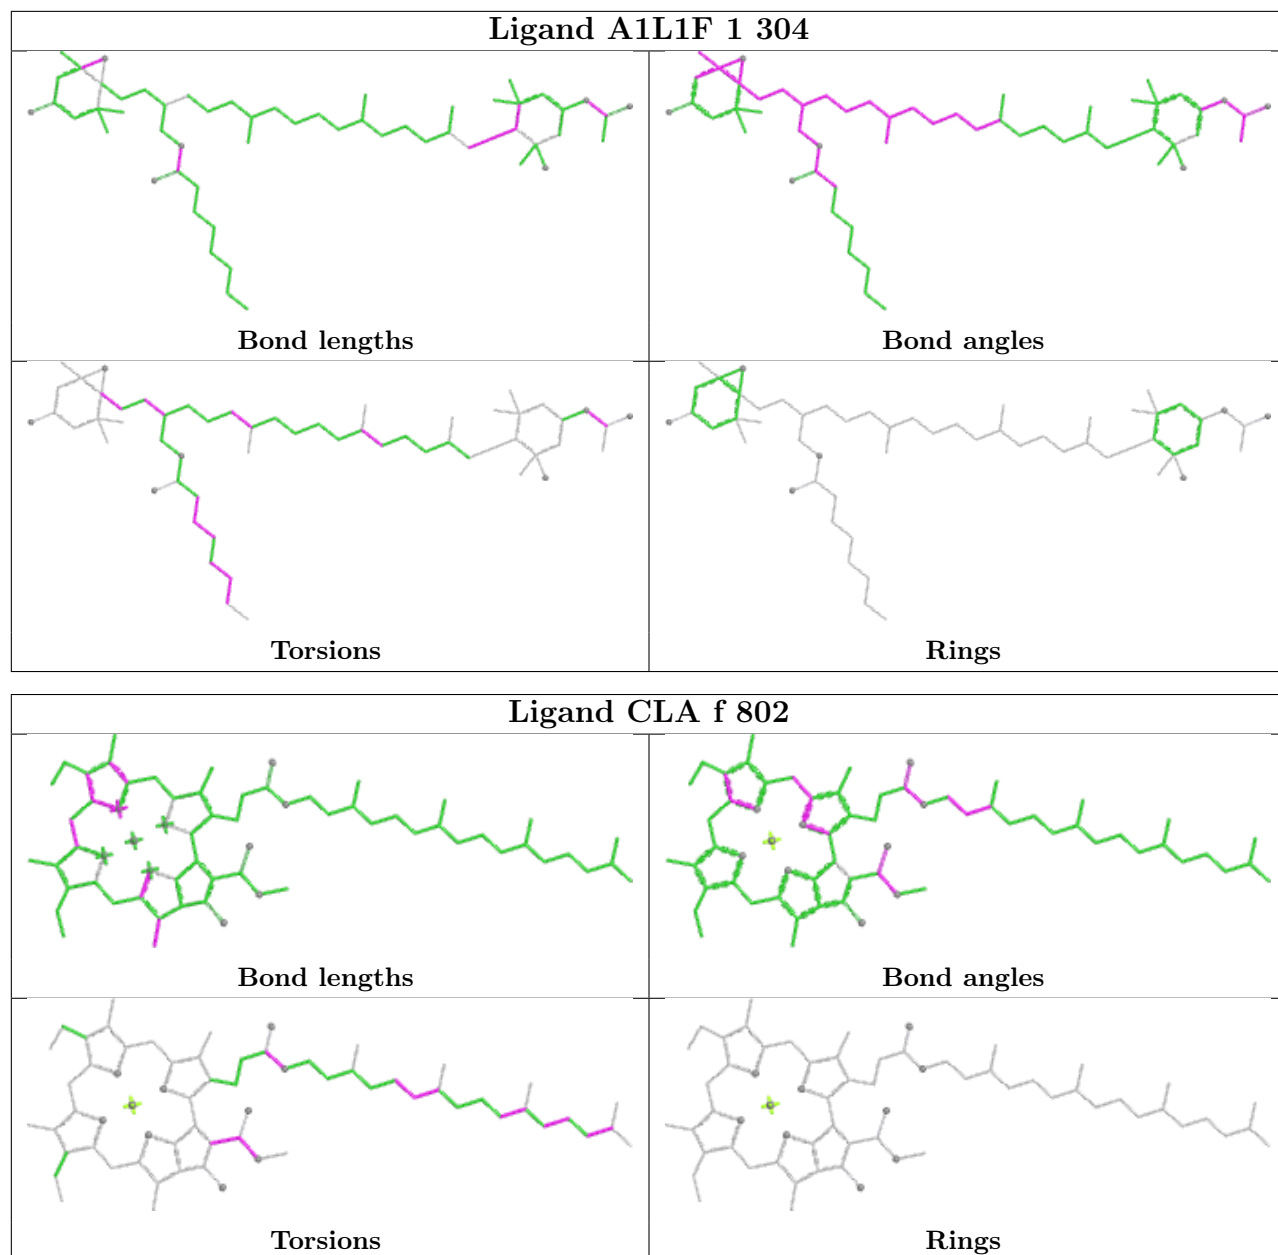 Ligand A1L1F 1 304
Bond lengths
Bond angles
Torsions
Rings
Ligand CLA f 802
Bond lengths
Bond angles
Torsions
Rings